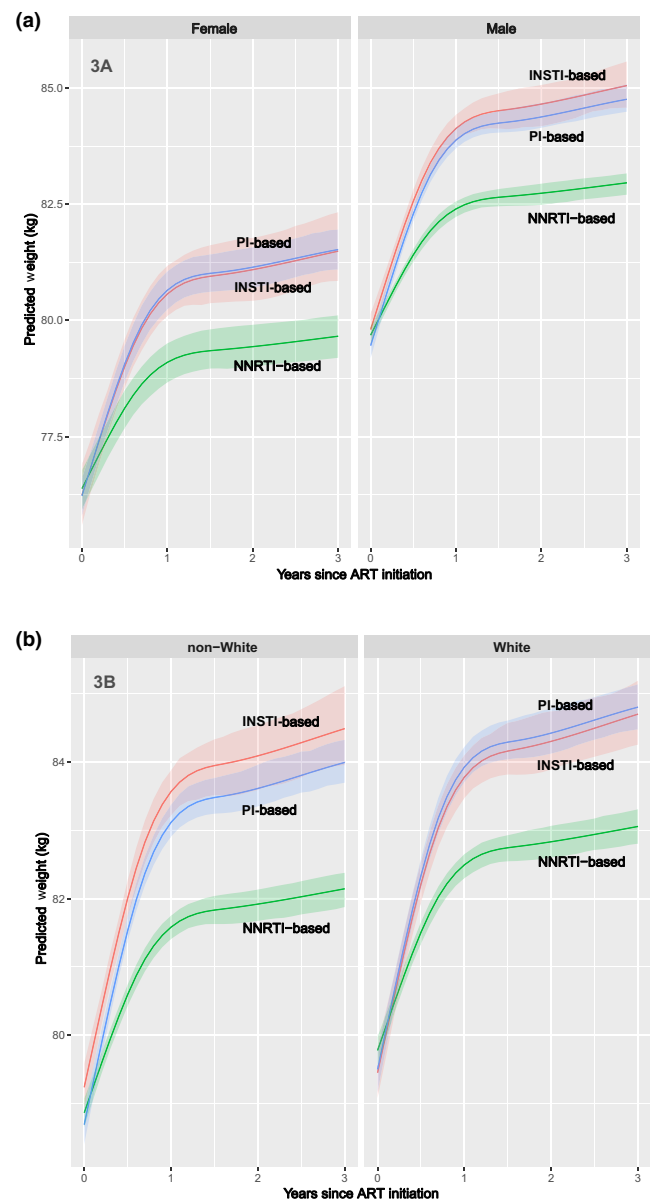 (a)
Female Male
3A
85.0
82.5
80.0
77.5
Predicted weight (kg)
INSTI-based
PI-based
NNRTI-based
PI-based
INSTI-based
NNRTI-based
0 1 2 3 0 1 2 3
Years since ART initiation
(b)
non-White White
3B
84
82
80
Predicted weight (kg)
INSTI-based
PI-based
NNRTI-based
PI-based
INSTI-based
NNRTI-based
0 1 2 3 0 1 2 3
Years since ART initiation